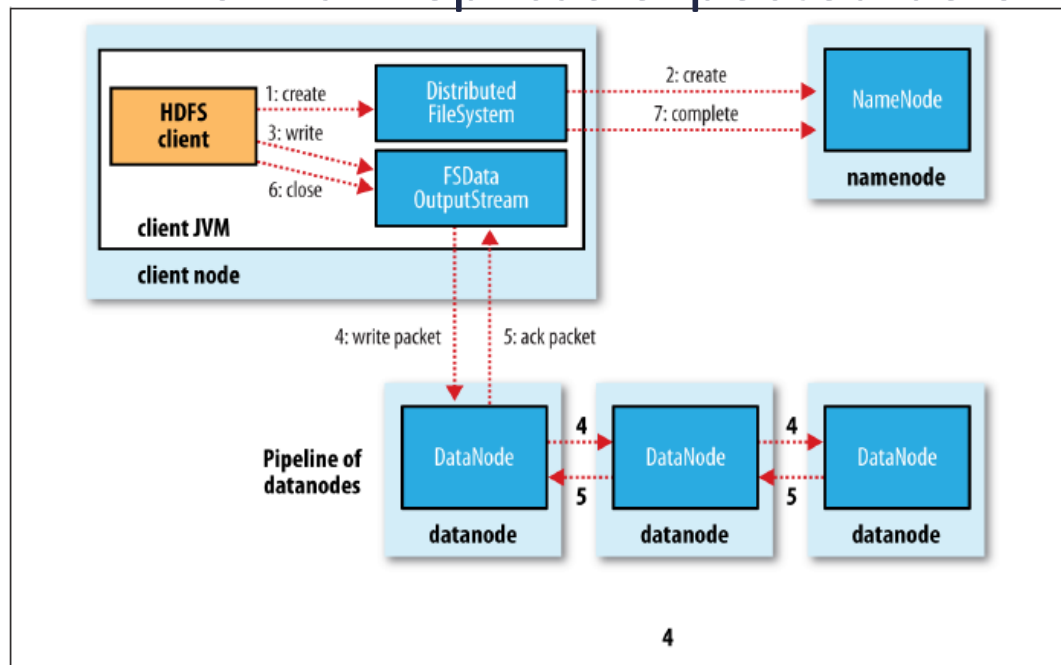 1: create
HDFS
client
3: write
6: close
Distributed
FileSystem
FSData
OutputStream
client JVM
client node
2: create
7: complete
NameNode
namenode
4: write packet
5: ack packet
Pipeline of
datanodes
DataNode
datanode
4
5
DataNode
datanode
4
5
DataNode
datanode
4